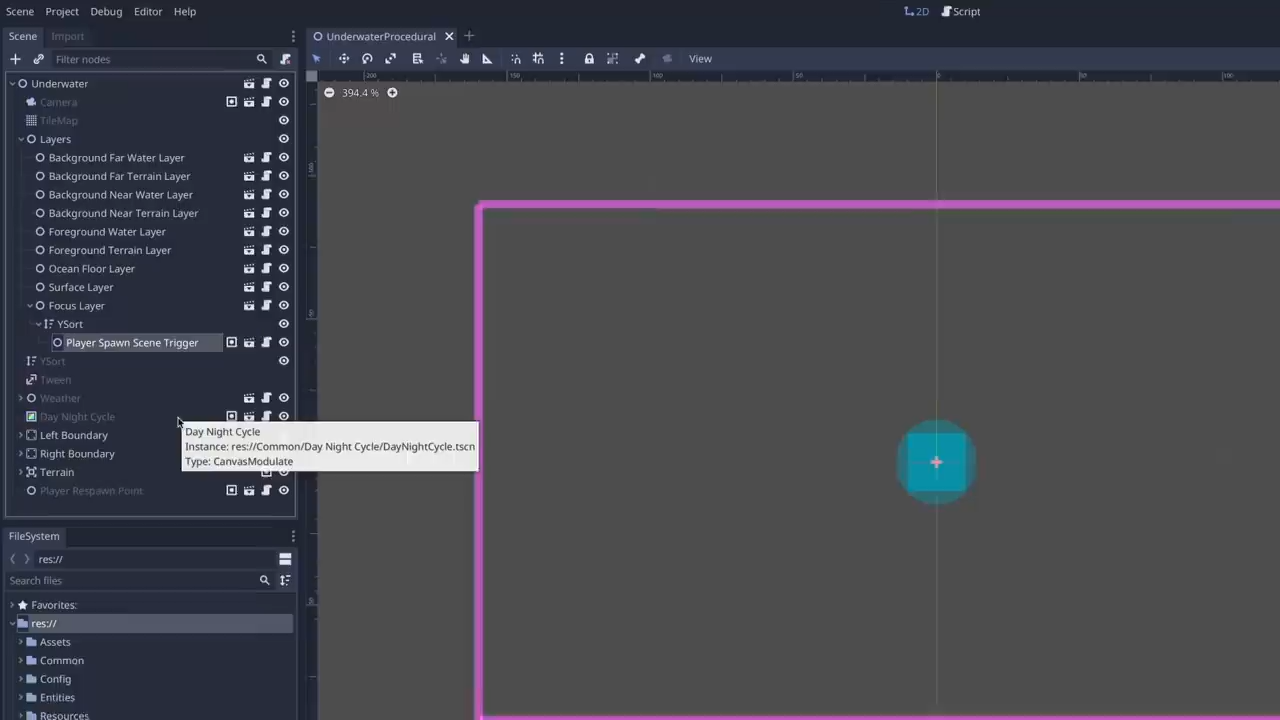 Scene Project Debug Editor Help 2D Script
Scene Import UnderwaterProcedural
Filter nodes View
Underwater
Camera
TileMap
Layers
Background Far Water Layer
Background Far Terrain Layer
Background Near Water Layer
Background Near Terrain Layer
Foreground Water Layer
Foreground Terrain Layer
Ocean Floor Layer
Surface Layer
Focus Layer
YSort
Player Spawn Scene Trigger
YSort
Tween
Weather
Day Night Cycle
Left Boundary
Right Boundary
Terrain
Player Respawn Point
Day Night Cycle
Instance: res://Common/Day Night Cycle/DayNightCycle.tscn
Type: CanvasModulate
FileSystem
res://
Search files
Favorites:
res://
Assets
Common
Config
Entities
Resources
394.4 %